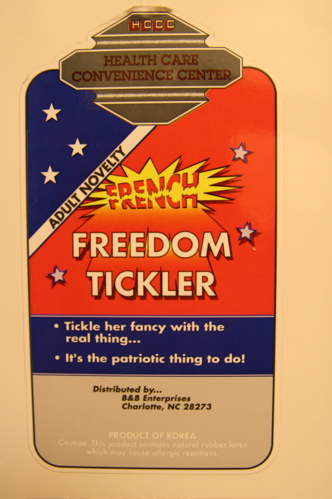 HCCC
HEALTH CARE
CONVENIENCE CENTER
ADULT NOVELTY
FRENCH
FREEDOM
TICKLER
• Tickle her fancy with the
real thing...
• It's the patriotic thing to do!
Distributed by...
B&B Enterprises
Charlotte, NC 28273
PRODUCT OF KOREA
Caution: This product contains natural rubber latex
which may cause allergic reactions.